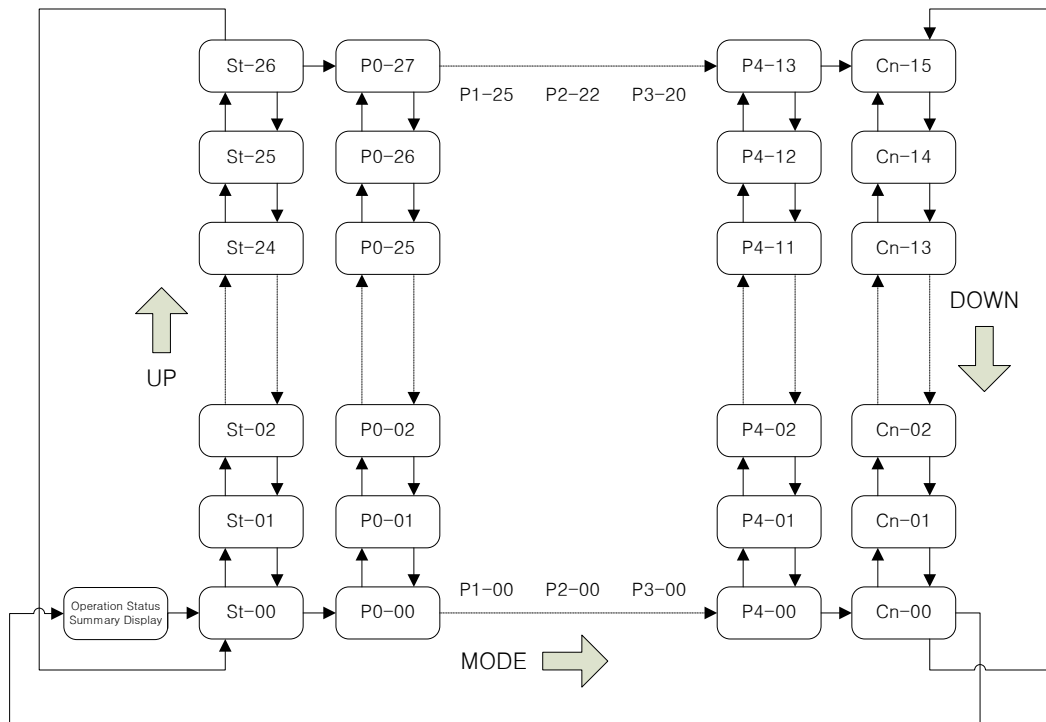 St-26
P0-27
P4-13
Cn-15
P1-25
P2-22
P3-20
St-25
P0-26
P4-12
Cn-14
St-24
P0-25
P4-11
Cn-13
DOWN
UP
St-02
P0-02
P4-02
Cn-02
St-01
P0-01
P4-01
Cn-01
P1-00
P2-00
P3-00
Operation Status
Summary Display
St-00
P0-00
P4-00
Cn-00
MODE